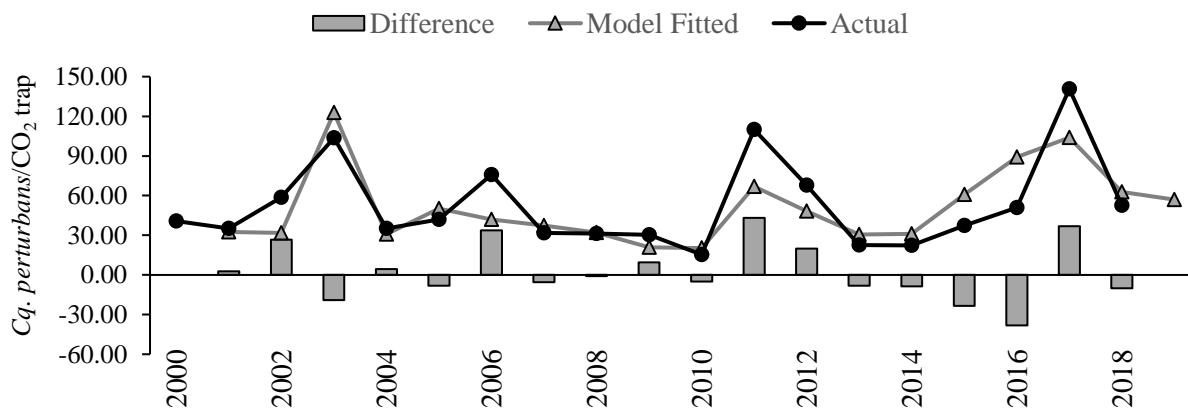 Difference Model Fitted Actual
150.00
120.00
90.00
60.00
30.00
0.00
-30.00
-60.00
Cq. perturbans/CO₂ trap
2000 2002 2004 2006 2008 2010 2012 2014 2016 2018